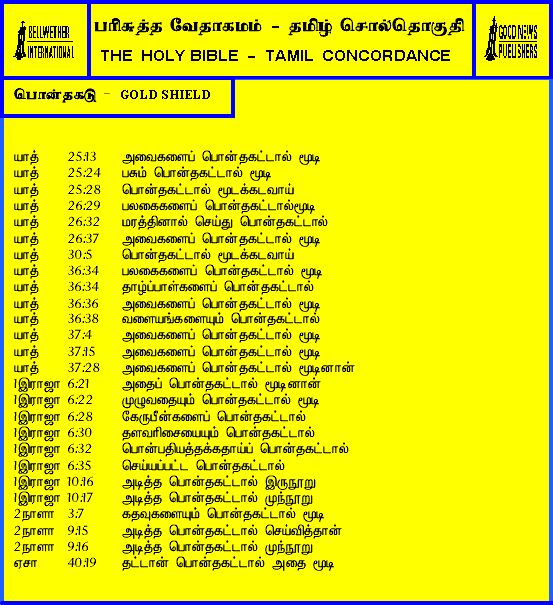 BELLWETHER
INTERNATIONAL
பரிசுத்த வேதாகமம் - தமிழ் சொல்தொகுதி
THE HOLY BIBLE - TAMIL CONCORDANCE
GOOD NEWS
PUBLISHERS
பொன்தகடு - GOLD SHIELD
யாத் 25:13 அவைகளைப் பொன்தகட்டால் மூடி
யாத் 25:24 பசும் பொன்தகட்டால் மூடி
யாத் 25:28 பொன்தகட்டால் மூடக்கடவாய்
யாத் 26:29 பலகைகளைப் பொன்தகட்டால்மூடி
யாத் 26:32 மரத்தினால் செய்து பொன்தகட்டால்
யாத் 26:37 அவைகளைப் பொன்தகட்டால் மூடி
யாத் 30:5 பொன்தகட்டால் மூடக்கடவாய்
யாத் 36:34 பலகைகளைப் பொன்தகட்டால் மூடி
யாத் 36:34 தாழ்ப்பாள்களைப் பொன்தகட்டால்
யாத் 36:36 அவைகளைப் பொன்தகட்டால் மூடி
யாத் 36:38 வளையங்களையும் பொன்தகட்டால்
யாத் 37:4 அவைகளைப் பொன்தகட்டால் மூடி
யாத் 37:15 அவைகளைப் பொன்தகட்டால் மூடி
யாத் 37:28 அவைகளைப் பொன்தகட்டால் மூடினான்
1இராஜா 6:21 அதைப் பொன்தகட்டால் மூடினான்
1இராஜா 6:22 முழுவதையும் பொன்தகட்டால் மூடி
1இராஜா 6:28 கேருபீன்களைப் பொன்தகட்டால்
1இராஜா 6:30 தளவரிசையையும் பொன்தகட்டால்
1இராஜா 6:32 பொன்பதியத்தக்கதாய்ப் பொன்தகட்டால்
1இராஜா 6:35 செய்யப்பட்ட பொன்தகட்டால்
1இராஜா 10:16 அடித்த பொன்தகட்டால் இருநூறு
1இராஜா 10:17 அடித்த பொன்தகட்டால் முந்நூறு
2நாளா 3:7 கதவுகளையும் பொன்தகட்டால் மூடி
2நாளா 9:15 அடித்த பொன்தகட்டால் செய்வித்தான்
2நாளா 9:16 அடித்த பொன்தகட்டால் முந்நூறு
ஏசா 40:19 தட்டான் பொன்தகட்டால் அதை மூடி